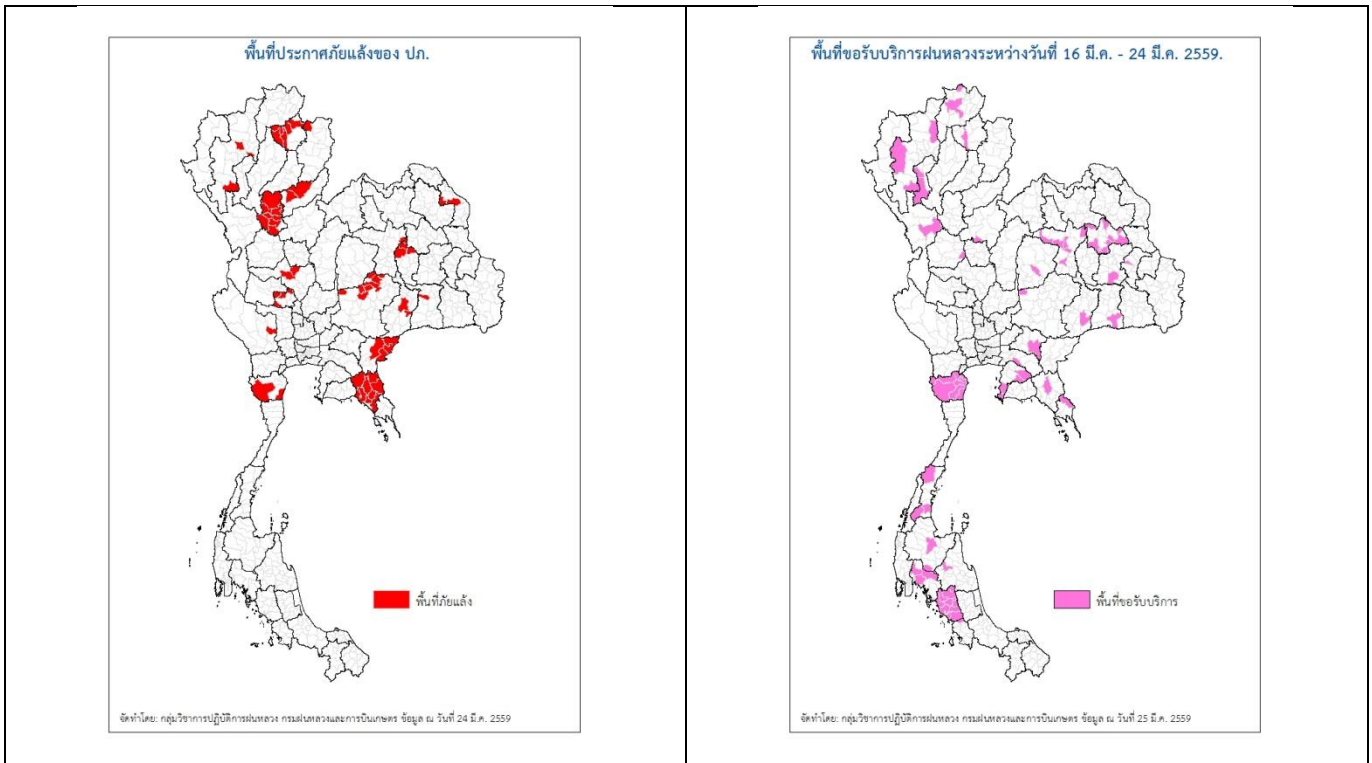 พื้นที่ประกาศภัยแล้งของ ปภ.
พื้นที่ภัยแล้ง
จัดทำโดย: กลุ่มวิชาการปฏิบัติการฝนหลวง กรมฝนหลวงและการบินเกษตร ข้อมูล ณ วันที่ 24 มี.ค. 2559
พื้นที่ขอรับบริการฝนหลวงระหว่างวันที่ 16 มี.ค. - 24 มี.ค. 2559.
พื้นที่ขอรับบริการ
จัดทำโดย: กลุ่มวิชาการปฏิบัติการฝนหลวง กรมฝนหลวงและการบินเกษตร ข้อมูล ณ วันที่ 25 มี.ค. 2559